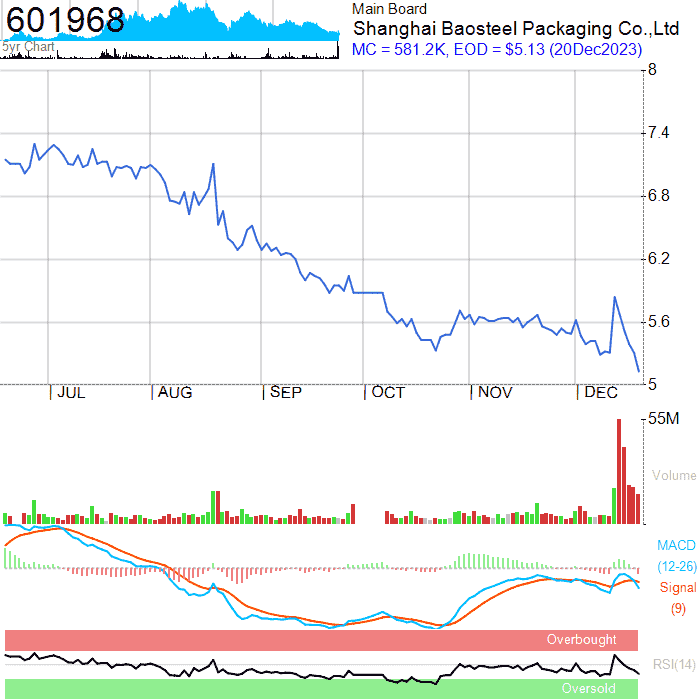 601968
5yr Chart
Main Board
Shanghai Baosteel Packaging Co.,Ltd
MC = 581.2K, EOD = $5.13 (20Dec2023)
8
7.4
6.8
6.2
5.6
5
JUL AUG SEP OCT NOV DEC
55M
Volume
MACD
(12-26)
Signal
(9)
Overbought
RSI(14)
Oversold